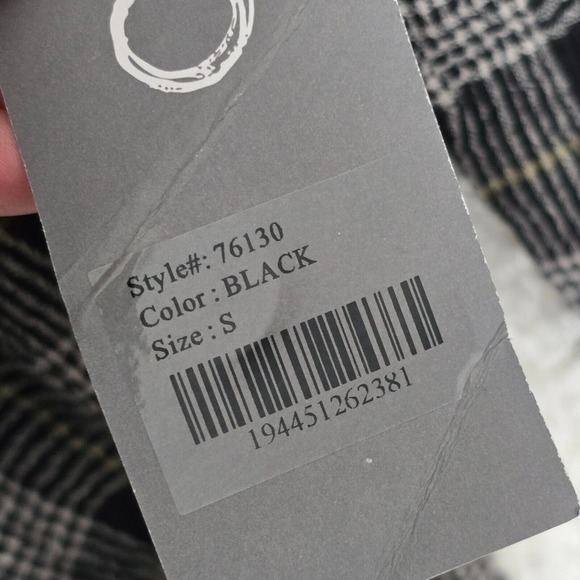 Style#: 76130
Color : BLACK
Size : S
194451262381